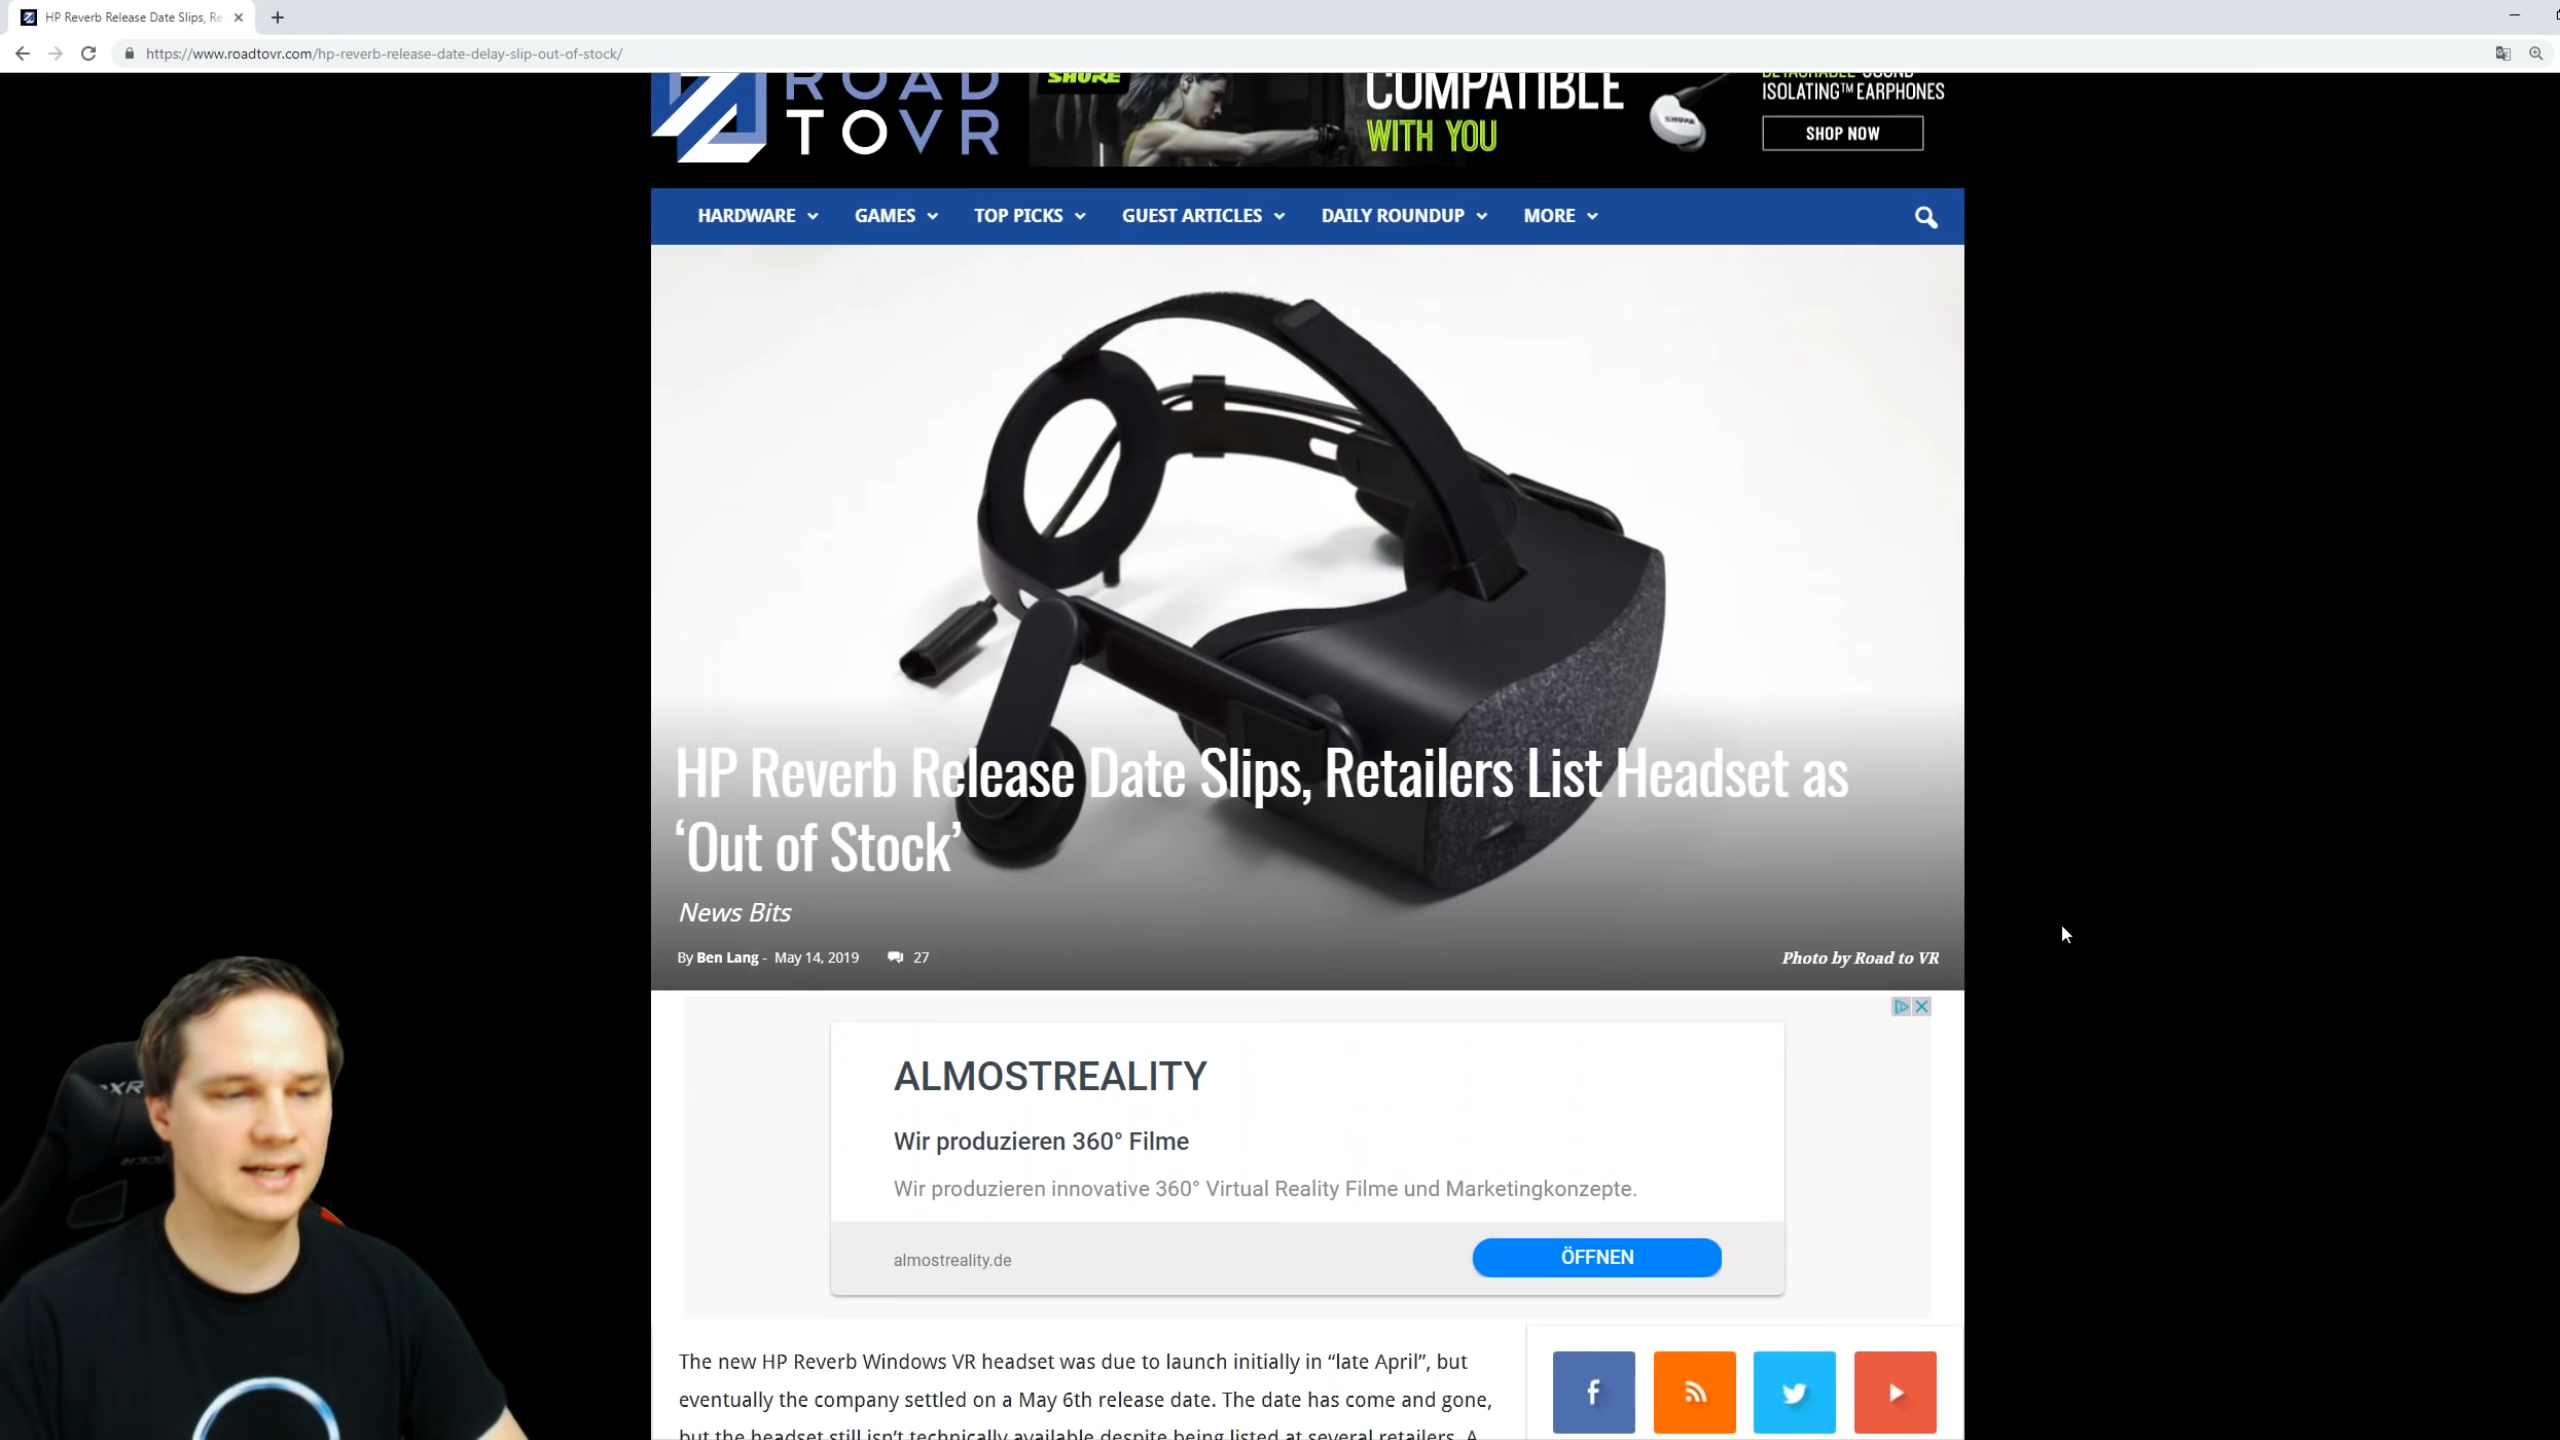 HP Reverb Release Date Slips, Re
https://www.roadtovr.com/hp-reverb-release-date-delay-slip-out-of-stock/
ROAD
TOVR
SHURE
COMPATIBLE
WITH YOU
SHURE
DETACHABLE SOUND
ISOLATING™ EARPHONES
SHOP NOW
HARDWARE GAMES TOP PICKS GUEST ARTICLES DAILY ROUNDUP MORE
HP Reverb Release Date Slips, Retailers List Headset as
‘Out of Stock’
News Bits
By Ben Lang - May 14, 2019 27
Photo by Road to VR
ALMOSTREALITY
Wir produzieren 360° Filme
Wir produzieren innovative 360° Virtual Reality Filme und Marketingkonzepte.
almostreality.de
ÖFFNEN
The new HP Reverb Windows VR headset was due to launch initially in “late April”, but
eventually the company settled on a May 6th release date. The date has come and gone,
but the headset still isn't technically available despite being listed at several retailers. A